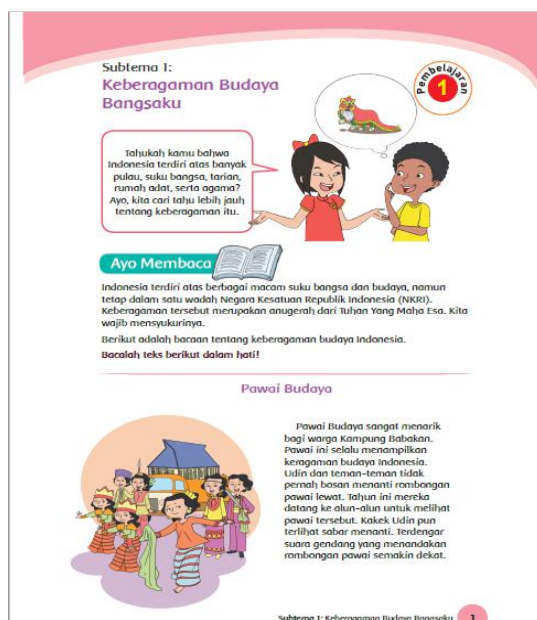 Subtema 1:
Keberagaman Budaya
Bangsaku
Pembelajaran
1
Tahukah kamu bahwa
Indonesia terdiri atas banyak
pulau, suku bangsa, tarian,
rumah adat, serta agama?
Ayo, kita cari tahu lebih jauh
tentang keberagaman itu.
Ayo Membaca
Indonesia terdiri atas berbagai macam suku bangsa dan budaya, namun
tetap dalam satu wadah Negara Kesatuan Republik Indonesia (NKRI).
Keberagaman tersebut merupakan anugerah dari Tuhan Yang Maha Esa. Kita
wajib mensyukurinya.
Berikut adalah bacaan tentang keberagaman budaya Indonesia.
Bacalah teks berikut dalam hati!
Pawai Budaya
Pawai Budaya sangat menarik
bagi warga Kampung Babakan.
Pawai ini selalu menampilkan
keragaman budaya Indonesia.
Udin dan teman-teman tidak
pernah bosan menanti rombongan
pawai lewat. Tahun ini mereka
datang ke alun-alun untuk melihat
pawai tersebut. Kakek Udin pun
terlihat sabar menanti. Terdengar
suara gendang yang menandakan
rombongan pawai semakin dekat.
Subtema 1: Keberagaman Budaya Bangsaku
1